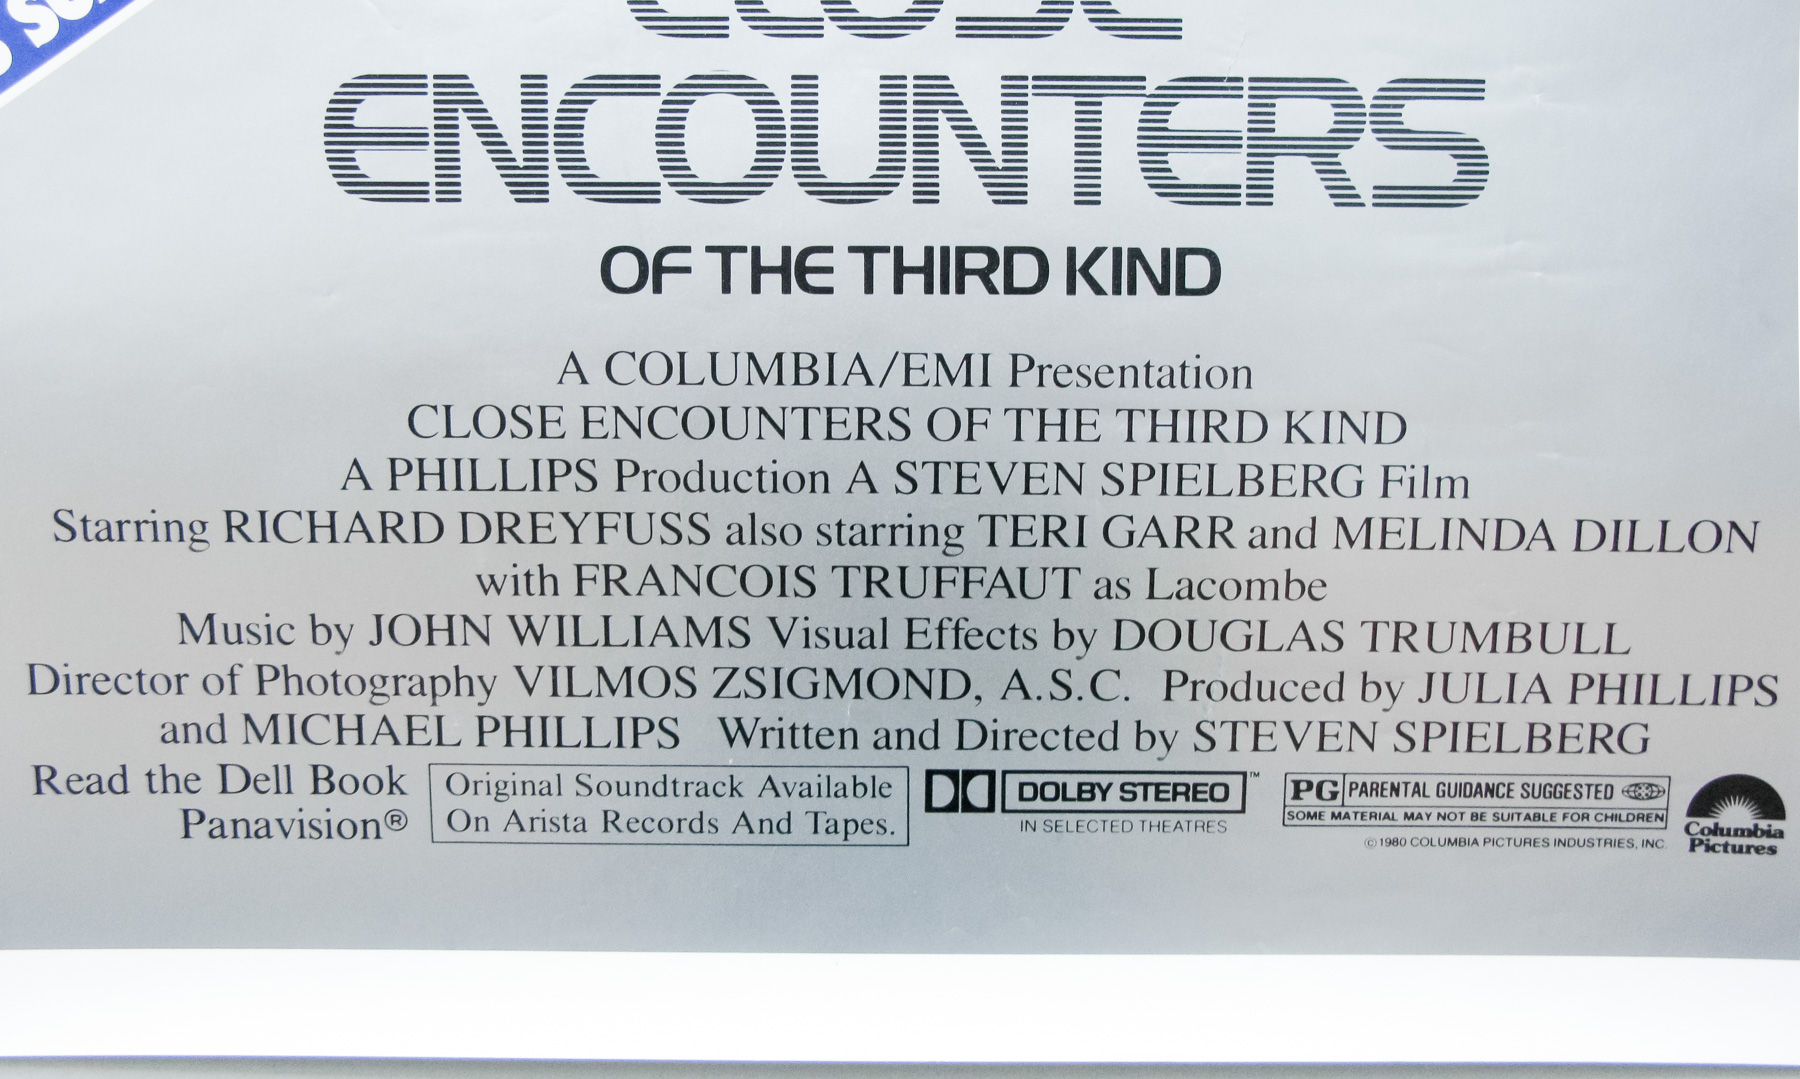 CLOSE
ENCOUNTERS
OF THE THIRD KIND
A COLUMBIA/EMI Presentation
CLOSE ENCOUNTERS OF THE THIRD KIND
A PHILLIPS Production A STEVEN SPIELBERG Film
Starring RICHARD DREYFUSS also starring TERI GARR and MELINDA DILLON
with FRANCOIS TRUFFAUT as Lacombe
Music by JOHN WILLIAMS Visual Effects by DOUGLAS TRUMBULL
Director of Photography VILMOS ZSIGMOND, A.S.C. Produced by JULIA PHILLIPS
and MICHAEL PHILLIPS Written and Directed by STEVEN SPIELBERG
Read the Dell Book
Panavision®
Original Soundtrack Available
On Arista Records And Tapes.
DOLBY STEREO ™
IN SELECTED THEATRES
PG PARENTAL GUIDANCE SUGGESTED
SOME MATERIAL MAY NOT BE SUITABLE FOR CHILDREN
©1980 COLUMBIA PICTURES INDUSTRIES, INC.
Columbia
Pictures